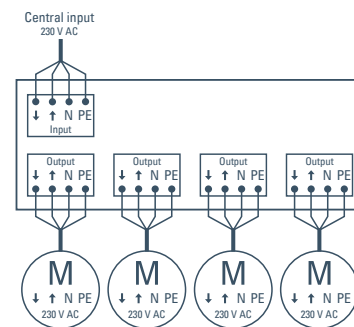 Central input
230 V AC
↓ ↑ N PE
Input
Output Output Output Output
↓ ↑ N PE ↓ ↑ N PE ↓ ↑ N PE ↓ ↑ N PE
M M M M
↓ ↑ N PE ↓ ↑ N PE ↓ ↑ N PE ↓ ↑ N PE
230 V AC 230 V AC 230 V AC 230 V AC